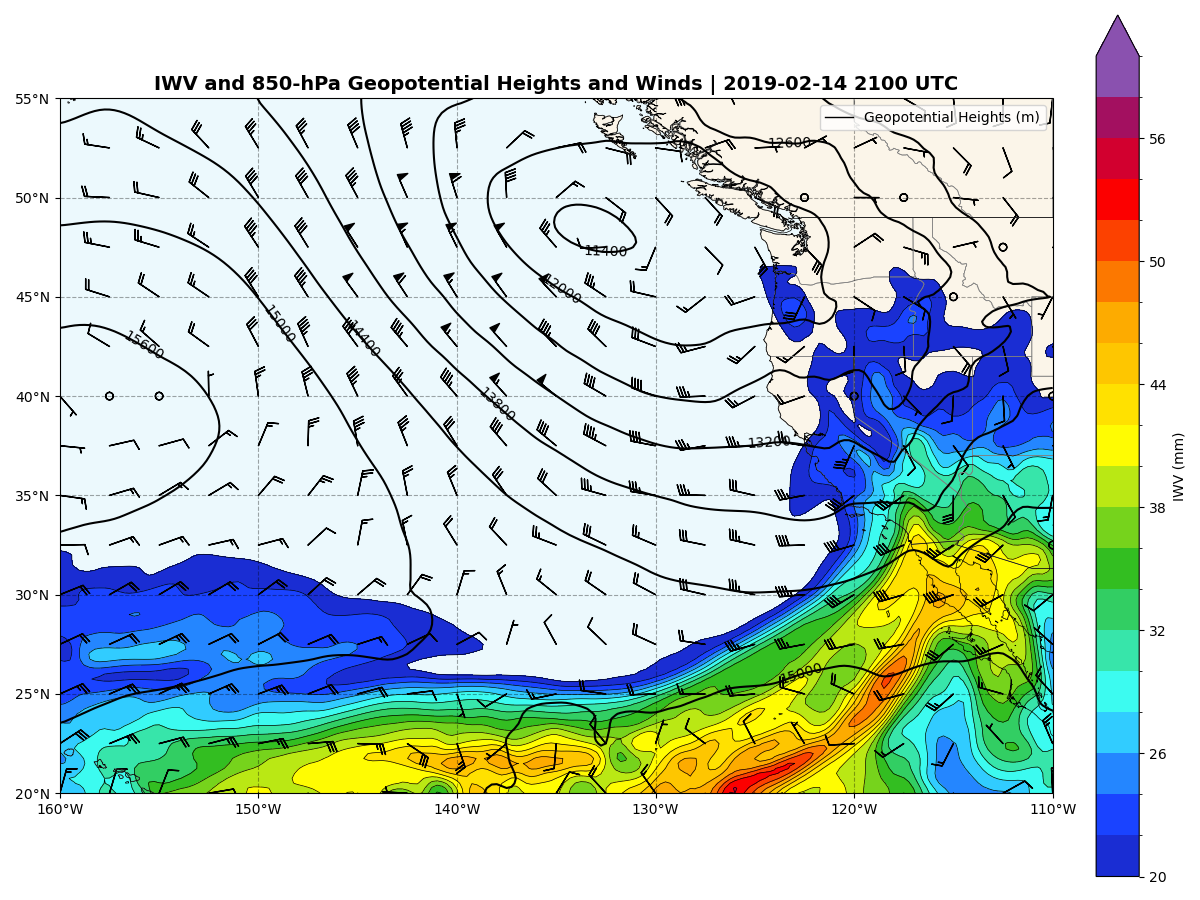 IWV and 850-hPa Geopotential Heights and Winds | 2019-02-14 2100 UTC
Geopotential Heights (m)
55°N
50°N
45°N
40°N
35°N
30°N
25°N
20°N
160°W
150°W
140°W
130°W
120°W
110°W
12600
11400
12000
15000
14400
15600
13800
13200
15000
56
50
44
38
32
26
20
IWV (mm)